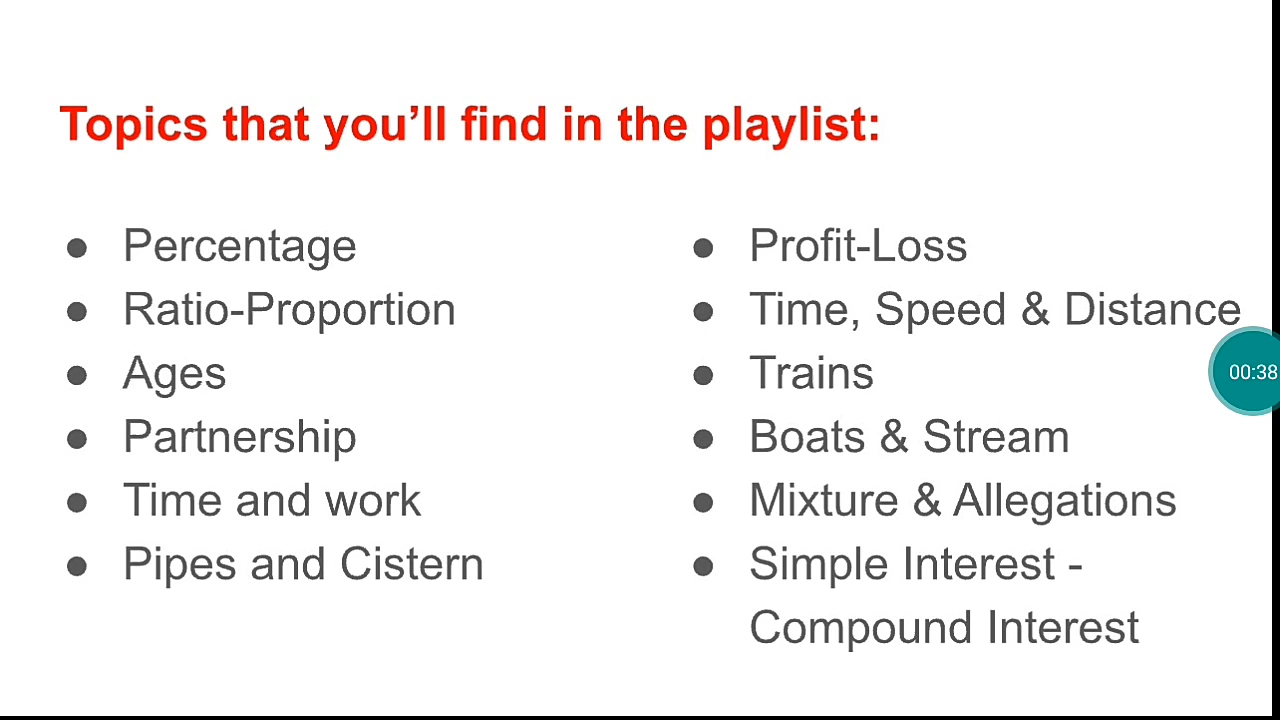 Topics that you’ll find in the playlist:
● Percentage
● Ratio-Proportion
● Ages
● Partnership
● Time and work
● Pipes and Cistern
● Profit-Loss
● Time, Speed & Distance
● Trains
● Boats & Stream
● Mixture & Allegations
● Simple Interest -
Compound Interest
00:38